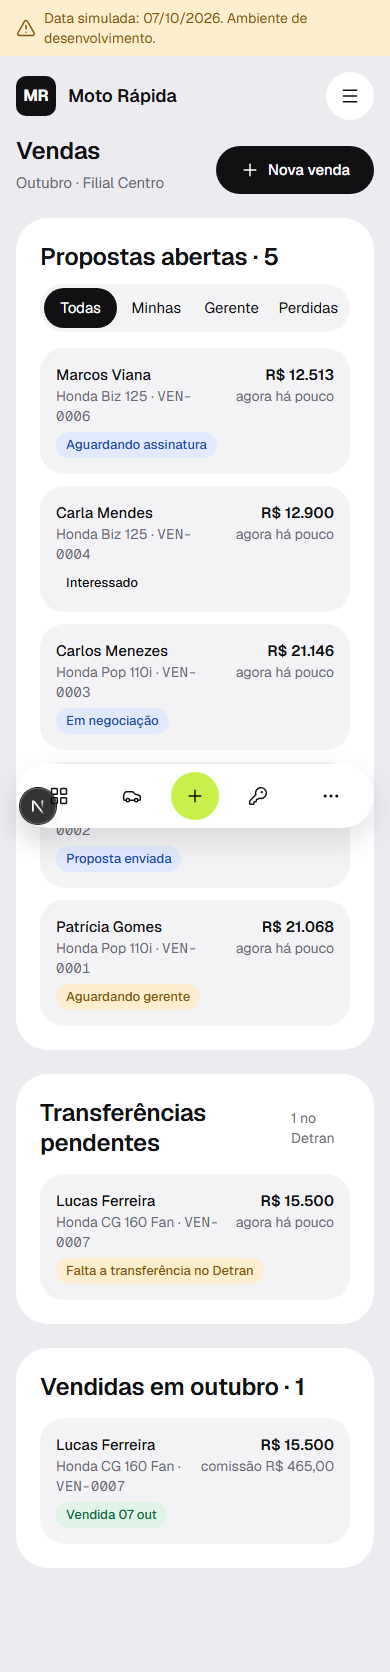 Data simulada: 07/10/2026. Ambiente de
desenvolvimento.
MR Moto Rápida
Vendas
Outubro · Filial Centro
Nova venda
Propostas abertas · 5
Todas Minhas Gerente Perdidas
Marcos Viana R$ 12.513
Honda Biz 125 · VEN- agora há pouco
0006
Aguardando assinatura
Carla Mendes R$ 12.900
Honda Biz 125 · VEN- agora há pouco
0004
Interessado
Carlos Menezes R$ 21.146
Honda Pop 110i · VEN- agora há pouco
0003
Em negociação
N
0002
Proposta enviada
Patrícia Gomes R$ 21.068
Honda Pop 110i · VEN- agora há pouco
0001
Aguardando gerente
Transferências
pendentes
1 no
Detran
Lucas Ferreira R$ 15.500
Honda CG 160 Fan · VEN- agora há pouco
0007
Falta a transferência no Detran
Vendidas em outubro · 1
Lucas Ferreira R$ 15.500
Honda CG 160 Fan · comissão R$ 465,00
VEN-0007
Vendida 07 out